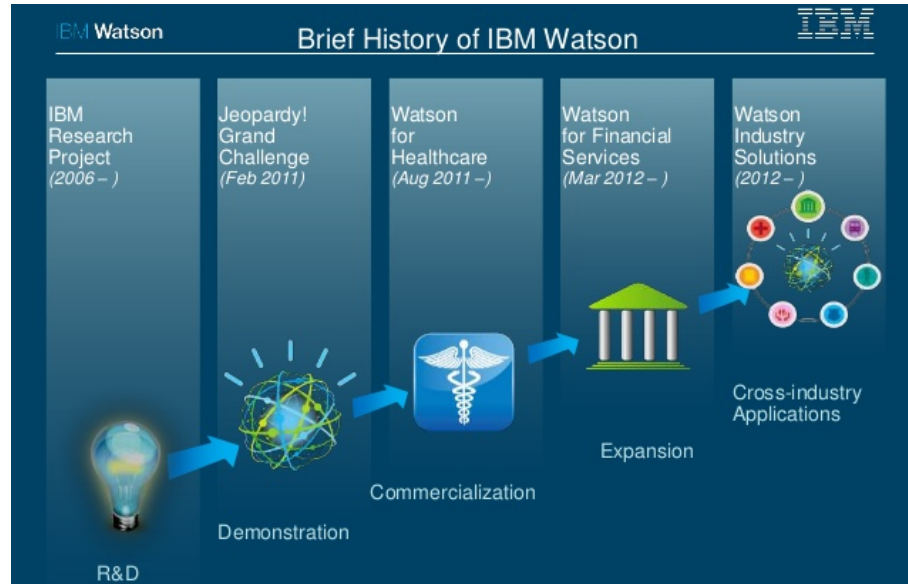 IBM Watson
Brief History of IBM Watson
IBM
IBM
Research
Project
(2006 – )
Jeopardy!
Grand
Challenge
(Feb 2011)
Watson
for
Healthcare
(Aug 2011 –)
Watson
for Financial
Services
(Mar 2012 – )
Watson
Industry
Solutions
(2012 – )
R&D
Demonstration
Commercialization
Expansion
Cross-industry
Applications